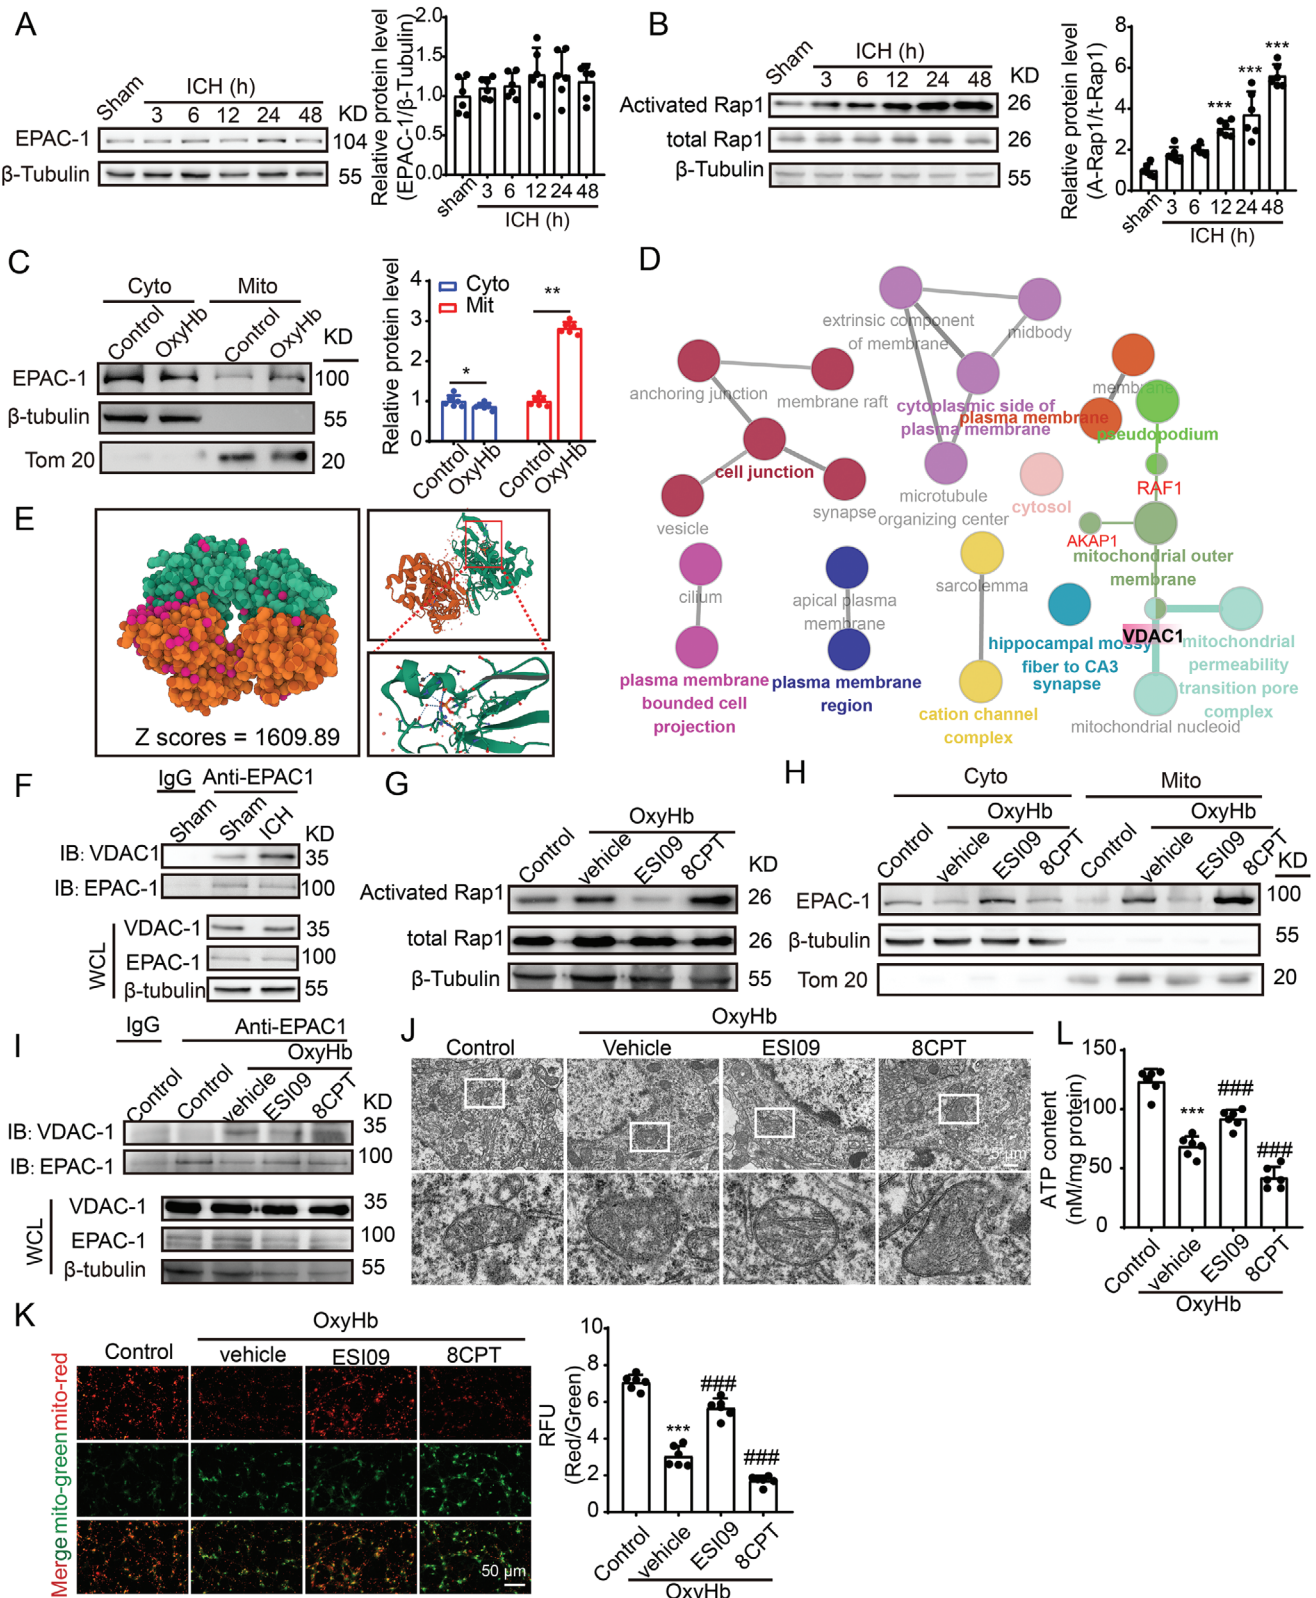 A
Sham
ICH (h)
3 6 12 24 48
KD
EPAC-1
104
β-Tubulin
55
Relative protein level
(EPAC-1/β-Tubulin)
2.0
1.5
1.0
0.5
0.0
sham 3 6 12 24 48
ICH (h)
B
Sham
ICH (h)
3 6 12 24 48
KD
Activated Rap1
26
total Rap1
26
β-Tubulin
55
Relative protein level
(A-Rap1/t-Rap1)
8
6
4
2
0
*** *** ***
sham 3 6 12 24 48
ICH (h)
C
Cyto Mito
Control OxyHb Control OxyHb
KD
EPAC-1
100
β-tubulin
55
Tom 20
20
Relative protein level
4
3
2
1
0
Cyto
Mit
* **
Control OxyHb Control OxyHb
D
extrinsic component
of membrane
midbody
anchoring junction
membrane raft
membrane
cytoplasmic side of
plasma membrane
plasma membrane
pseudopodium
cell junction
RAF1
vesicle
synapse
microtubule
organizing center
cytosol
AKAP1
mitochondrial outer
membrane
cilium
apical plasma
membrane
sarcolemma
hippocampal mossy
fiber to CA3
synapse
VDAC1
mitochondrial
permeability
transition pore
complex
plasma membrane
bounded cell
projection
plasma membrane
region
cation channel
complex
mitochondrial nucleoid
E
Z scores = 1609.89
F
IgG Anti-EPAC1
Sham Sham ICH
KD
IB: VDAC1
35
IB: EPAC-1
100
WCL
VDAC-1
35
EPAC-1
100
β-tubulin
55
G
OxyHb
Control vehicle ESI09 8CPT
KD
Activated Rap1
26
total Rap1
26
β-Tubulin
55
H
Cyto Mito
OxyHb OxyHb
Control vehicle ESI09 8CPT Control vehicle ESI09 8CPT
KD
EPAC-1
100
β-tubulin
55
Tom 20
20
I
IgG Anti-EPAC1
OxyHb
Control Control vehicle ESI09 8CPT
KD
IB: VDAC-1
35
IB: EPAC-1
100
WCL
VDAC-1
35
EPAC-1
100
β-tubulin
55
J
OxyHb
Control Vehicle ESI09 8CPT
5 μm
L
ATP content
(nM/mg protein)
150
100
50
0
*** ### ###
Control vehicle ESI09 8CPT
OxyHb
K
OxyHb
Control vehicle ESI09 8CPT
mito-red
mito-green
Merge
50 μm
RFU
(Red/Green)
10
8
6
4
2
0
*** ### ###
Control vehicle ESI09 8CPT
OxyHb